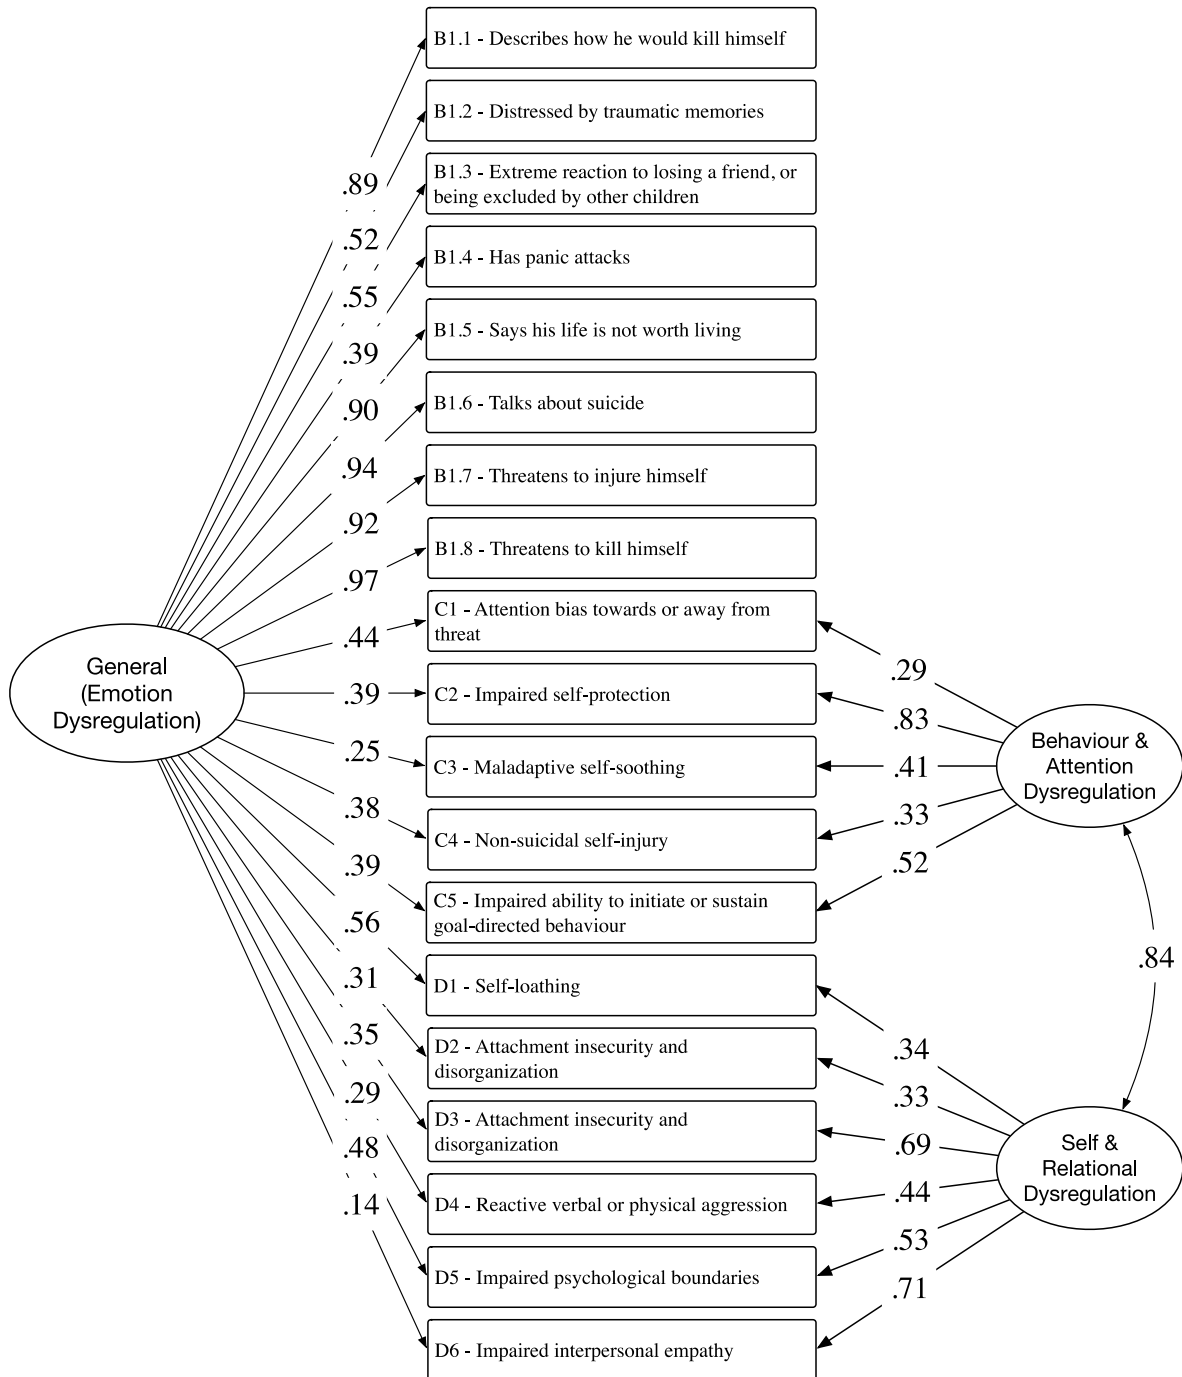 B1.1 - Describes how he would kill himself
B1.2 - Distressed by traumatic memories
B1.3 - Extreme reaction to losing a friend, or
being excluded by other children
B1.4 - Has panic attacks
B1.5 - Says his life is not worth living
B1.6 - Talks about suicide
B1.7 - Threatens to injure himself
B1.8 - Threatens to kill himself
C1 - Attention bias towards or away from
threat
C2 - Impaired self-protection
C3 - Maladaptive self-soothing
C4 - Non-suicidal self-injury
C5 - Impaired ability to initiate or sustain
goal-directed behaviour
D1 - Self-loathing
D2 - Attachment insecurity and
disorganization
D3 - Attachment insecurity and
disorganization
D4 - Reactive verbal or physical aggression
D5 - Impaired psychological boundaries
D6 - Impaired interpersonal empathy
General
(Emotion
Dysregulation)
.89
.52
.55
.39
.90
.94
.92
.97
.44
.39
.25
.38
.39
.56
.31
.35
.29
.48
.14
Behaviour &
Attention
Dysregulation
.29
.83
.41
.33
.52
.84
Self &
Relational
Dysregulation
.34
.33
.69
.44
.53
.71